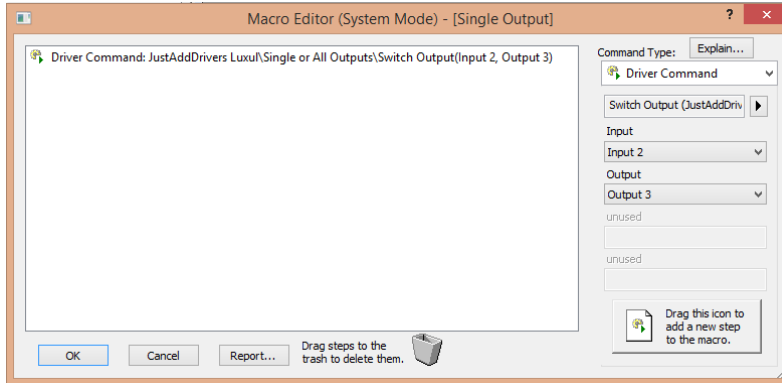 Macro Editor (System Mode) - [Single Output]
?
Driver Command: JustAddDrivers Luxul\Single or All Outputs\Switch Output(Input 2, Output 3)
Command Type:
Explain...
Driver Command
Switch Output (JustAddDriv
Input
Input 2
Output
Output 3
unused
unused
Drag this icon to
add a new step
to the macro.
OK
Cancel
Report...
Drag steps to the
trash to delete them.